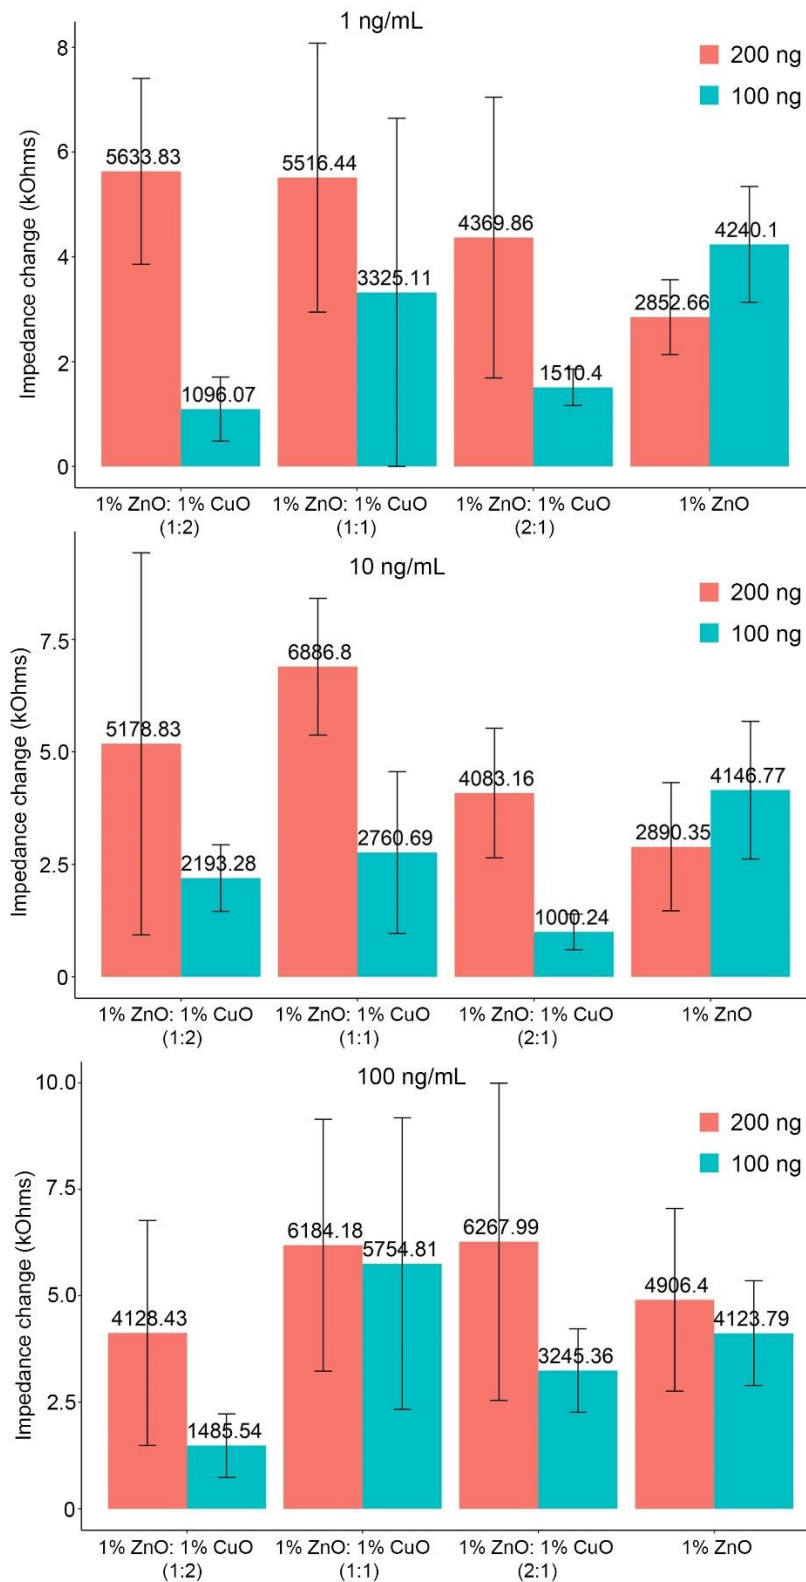 1 ng/mL
200 ng
100 ng
Impedance change (kOhms)
8
6
4
2
0
5633.83
1096.07
5516.44
3325.11
4369.86
1510.4
2852.66
4240.1
1% ZnO: 1% CuO (1:2)
1% ZnO: 1% CuO (1:1)
1% ZnO: 1% CuO (2:1)
1% ZnO
10 ng/mL
200 ng
100 ng
Impedance change (kOhms)
7.5
5.0
2.5
0
5178.83
2193.28
6886.8
2760.69
4083.16
1000.24
2890.35
4146.77
1% ZnO: 1% CuO (1:2)
1% ZnO: 1% CuO (1:1)
1% ZnO: 1% CuO (2:1)
1% ZnO
100 ng/mL
200 ng
100 ng
Impedance change (kOhms)
10.0
7.5
5.0
2.5
0
4128.43
1485.54
6184.18
5754.81
6267.99
3245.36
4906.4
4123.79
1% ZnO: 1% CuO (1:2)
1% ZnO: 1% CuO (1:1)
1% ZnO: 1% CuO (2:1)
1% ZnO